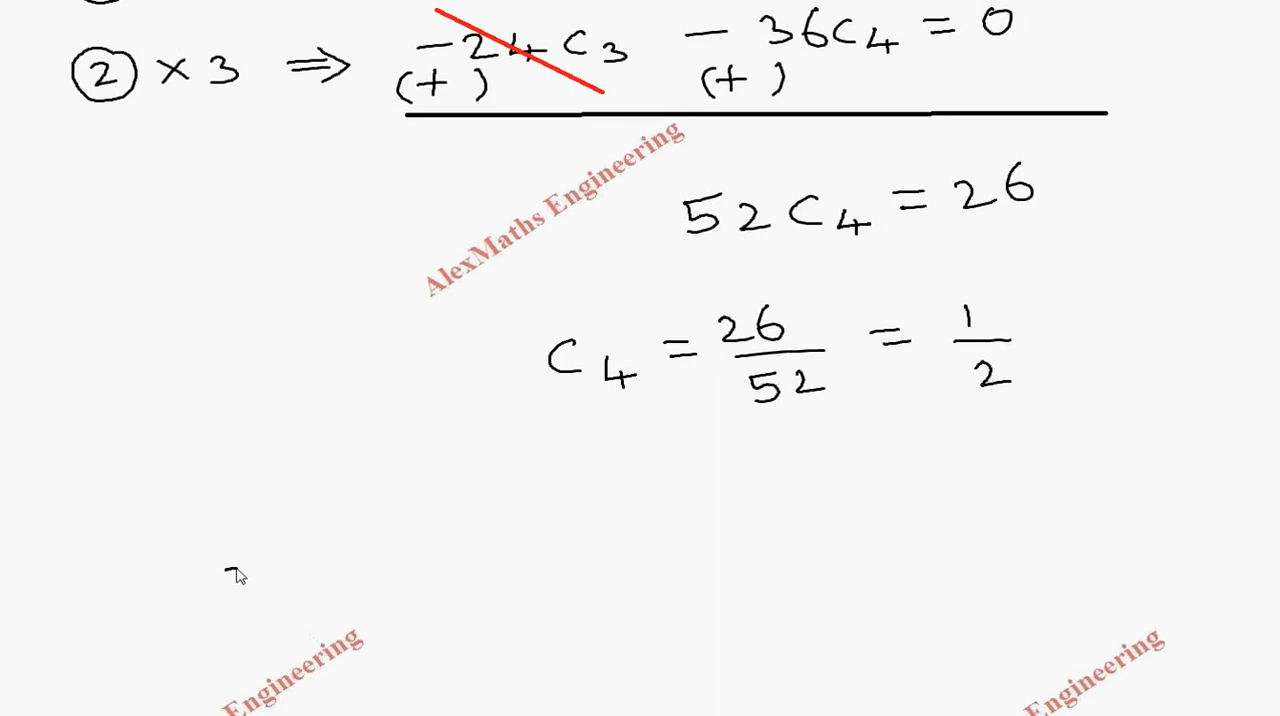 ② × 3 ⇒ -24C₃ - 36C₄ = 0
(+) (+)
AlexMaths Engineering
52C₄ = 26
C₄ = 26/52 = 1/2
Engineering
Engineering